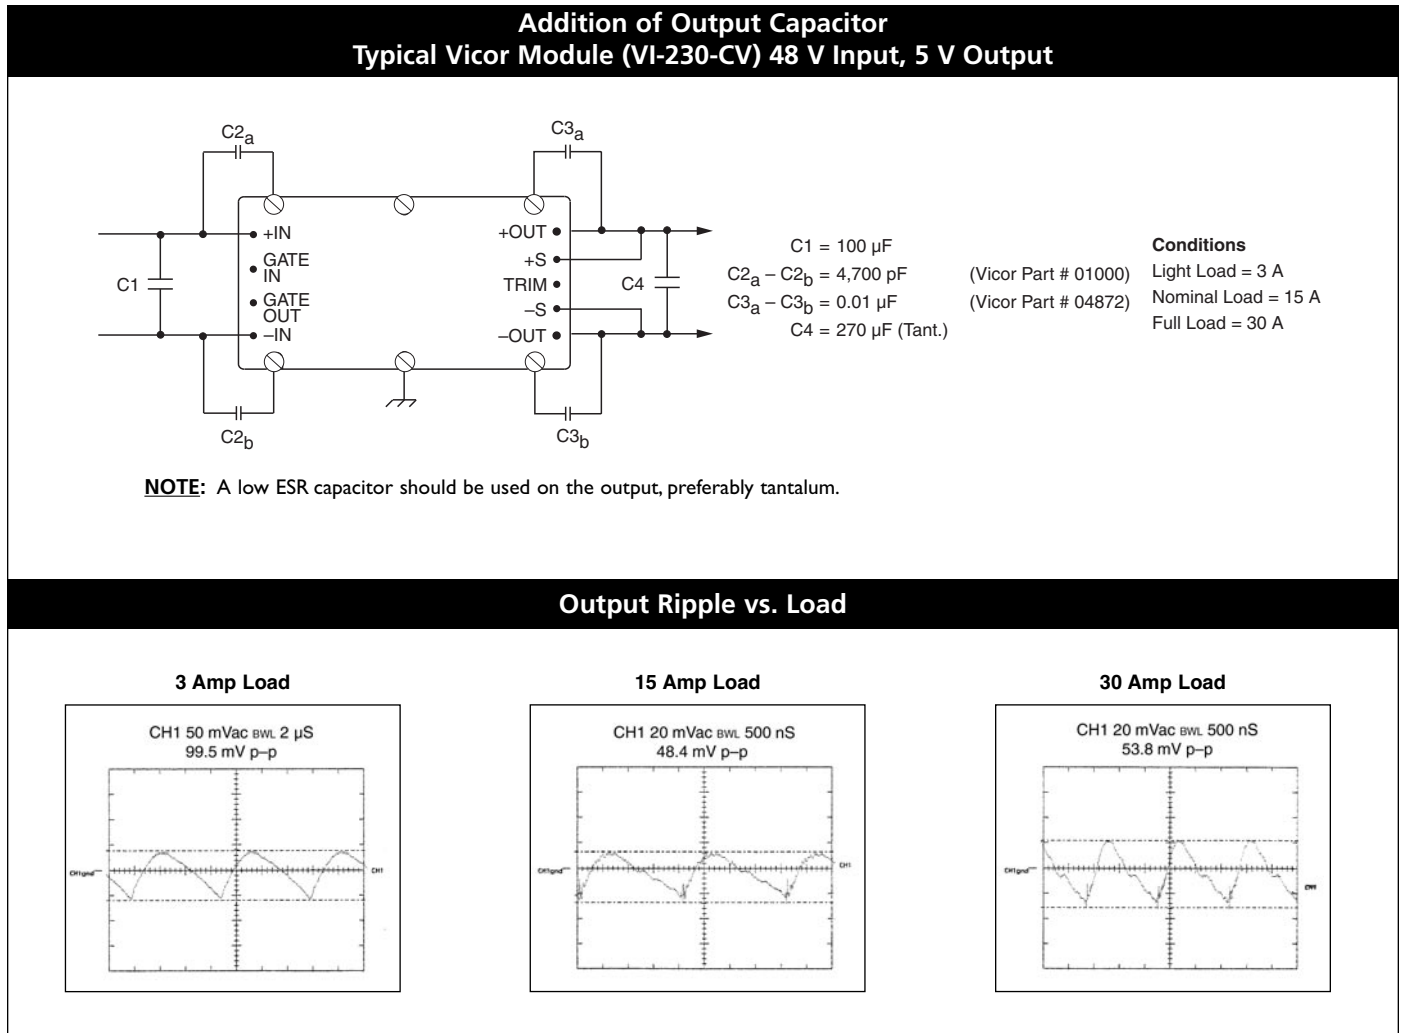 Addition of Output Capacitor
Typical Vicor Module (VI-230-CV) 48 V Input, 5 V Output
C2a
C3a
+IN
GATE
IN
GATE
OUT
–IN
C1
+OUT
+S
TRIM
–S
–OUT
C4
C2b
C3b
C1 = 100 µF
C2a – C2b = 4,700 pF (Vicor Part # 01000)
C3a – C3b = 0.01 µF (Vicor Part # 04872)
C4 = 270 µF (Tant.)
Conditions
Light Load = 3 A
Nominal Load = 15 A
Full Load = 30 A
NOTE: A low ESR capacitor should be used on the output, preferably tantalum.
Output Ripple vs. Load
3 Amp Load
CH1 50 mVac BWL 2 µS
99.5 mV p–p
CH1gnd
CH1
15 Amp Load
CH1 20 mVac BWL 500 nS
48.4 mV p–p
CH1gnd
CH1
30 Amp Load
CH1 20 mVac BWL 500 nS
53.8 mV p–p
CH1gnd
CH1